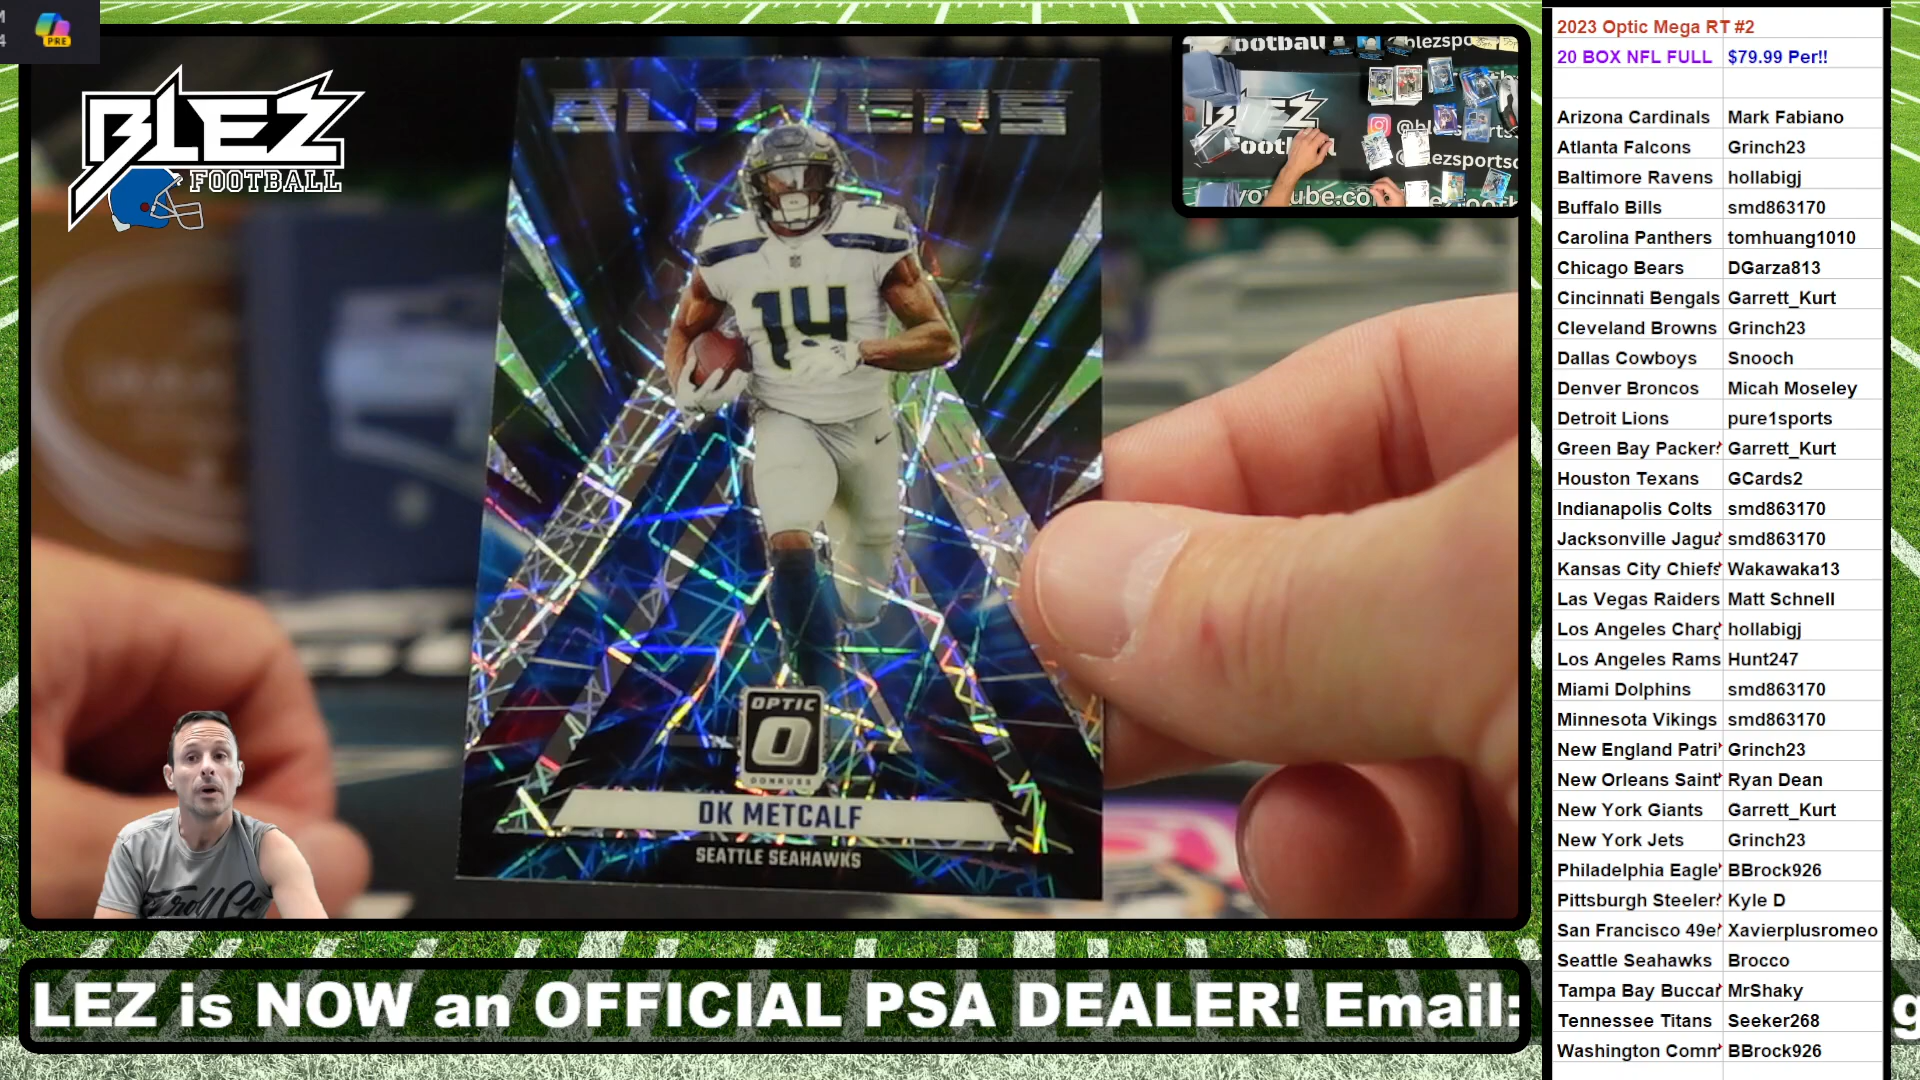 PRE
BLEZ
FOOTBALL
BLAZERS
14
OPTIC
O
DONRUSS
DK METCALF
SEATTLE SEAHAWKS
LEZ is NOW an OFFICIAL PSA DEALER! Email:
2023 Optic Mega RT #2
20 BOX NFL FULL $79.99 Per!!
Arizona Cardinals Mark Fabiano
Atlanta Falcons Grinch23
Baltimore Ravens hollabigj
Buffalo Bills smd863170
Carolina Panthers tomhuang1010
Chicago Bears DGarza813
Cincinnati Bengals Garrett_Kurt
Cleveland Browns Grinch23
Dallas Cowboys Snooch
Denver Broncos Micah Moseley
Detroit Lions pure1sports
Green Bay Packer Garrett_Kurt
Houston Texans GCards2
Indianapolis Colts smd863170
Jacksonville Jagua smd863170
Kansas City Chiefs Wakawaka13
Las Vegas Raiders Matt Schnell
Los Angeles Charg hollabigj
Los Angeles Rams Hunt247
Miami Dolphins smd863170
Minnesota Vikings smd863170
New England Patri Grinch23
New Orleans Saint Ryan Dean
New York Giants Garrett_Kurt
New York Jets Grinch23
Philadelphia Eagle BBrock926
Pittsburgh Steeler Kyle D
San Francisco 49er Xavierplusromeo
Seattle Seahawks Brocco
Tampa Bay Buccar MrShaky
Tennessee Titans Seeker268
Washington Comm BBrock926